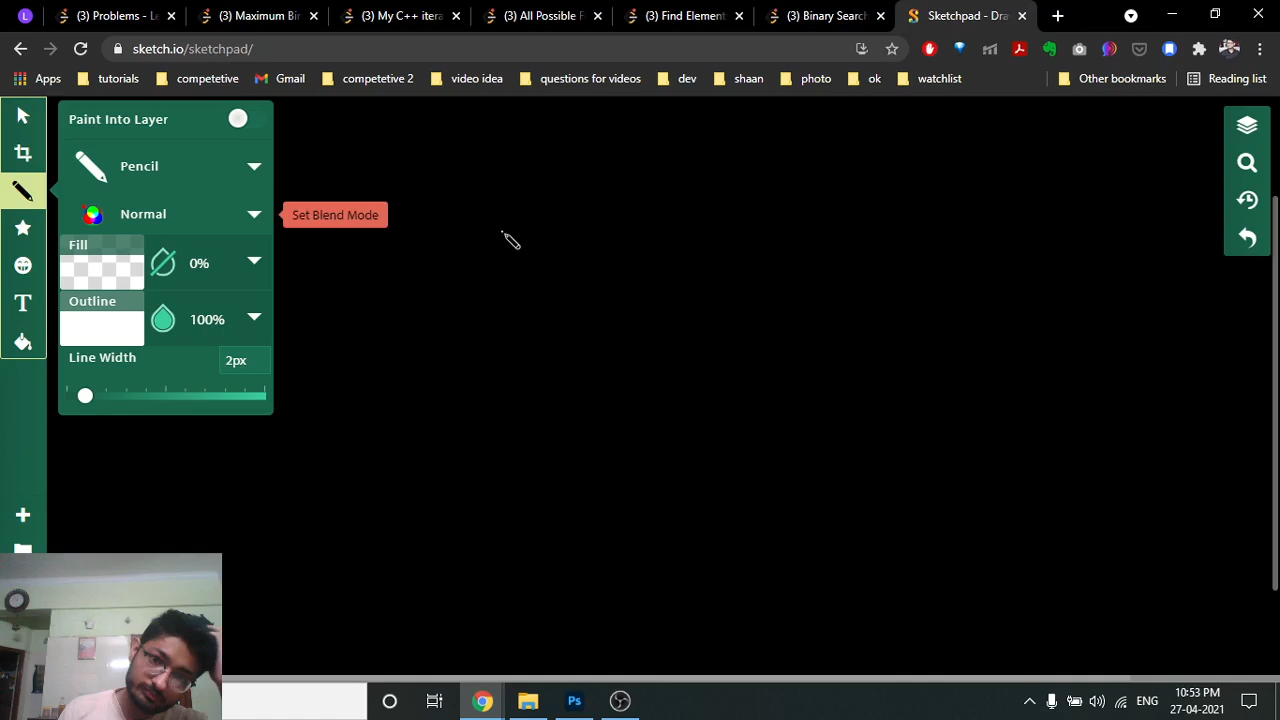 (3) Problems - Le
(3) Maximum Bi
(3) My C++ itera
(3) All Possible F
(3) Find Element
(3) Binary Search
Sketchpad - Dra
sketch.io/sketchpad/
Apps
tutorials
competetive
Gmail
competetive 2
video idea
questions for videos
dev
shaan
photo
ok
watchlist
Other bookmarks
Reading list
Paint Into Layer
Pencil
Normal
Set Blend Mode
Fill
0%
Outline
100%
Line Width
2px
T
Ps
ENG
10:53 PM
27-04-2021